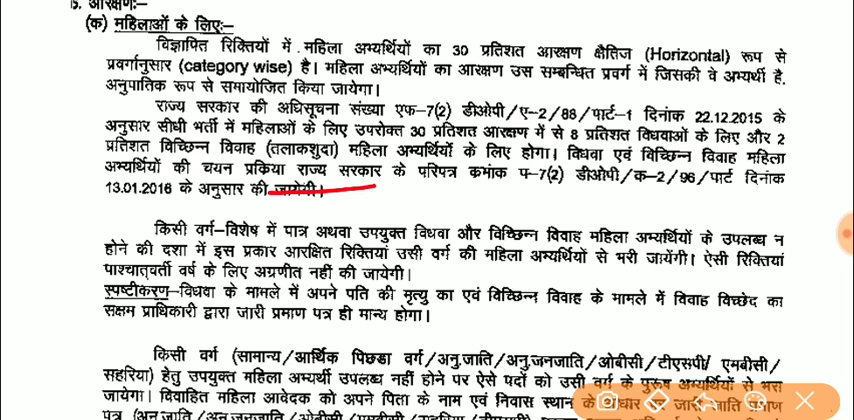 5. आरक्षणः–
(क) महिलाओं के लिएः–
विज्ञापित रिक्तियों में महिला अभ्यर्थियों का 30 प्रतिशत आरक्षण क्षैतिज (Horizontal) रूप से
प्रवर्गानुसार (category wise) है। महिला अभ्यर्थियों का आरक्षण उस सम्बन्धित प्रवर्ग में जिसकी वे अभ्यर्थी है,
अनुपातिक रूप से समायोजित किया जायेगा।
राज्य सरकार की अधिसूचना संख्या एफ–7(2) डीओपी/ए–2/88/पार्ट–1 दिनांक 22.12.2015 के
अनुसार सीधी भर्ती में महिलाओं के लिए उपरोक्त 30 प्रतिशत आरक्षण में से 8 प्रतिशत विधवाओं के लिए और 2
प्रतिशत विच्छिन्न विवाह (तलाकशुदा) महिला अभ्यर्थियों के लिए होगा। विधवा एवं विच्छिन्न विवाह महिला
अभ्यर्थियों की चयन प्रक्रिया राज्य सरकार के परिपत्र क्रमांक प–7(2) डीओपी/क–2/96/पार्ट दिनांक
13.01.2016 के अनुसार की जायेगी।
किसी वर्ग–विशेष में पात्र अथवा उपयुक्त विधवा और विच्छिन्न विवाह महिला अभ्यर्थियों के उपलब्ध न
होने की दशा में इस प्रकार आरक्षित रिक्तियां उसी वर्ग की महिला अभ्यर्थियों से भरी जायेंगी। ऐसी रिक्तियां
पाश्चातवर्ती वर्ष के लिए अग्रणीत नहीं की जायेगी।
स्पष्टीकरण–विधवा के मामले में अपने पति की मृत्यु का एवं विच्छिन्न विवाह के मामले में विवाह विच्छेद का
सक्षम प्राधिकारी द्वारा जारी प्रमाण पत्र ही मान्य होगा।
किसी वर्ग (सामान्य/आर्थिक पिछडा वर्ग/अनु.जाति/अनु.जनजाति/ओबीसी/टीएसपी/ एमबीसी/
सहरिया) हेतु उपयुक्त महिला अभ्यर्थी उपलब्ध नहीं होने पर ऐसे पदों को उसी वर्ग के पुरुष अभ्यर्थियों से भरा
जायेगा। विवाहित महिला आवेदक को अपने पिता के नाम एवं निवास स्थान के जारी जाति
पत्र (अनु.जाति/अनु.जनजाति/ओबीसी/एमबीसी/